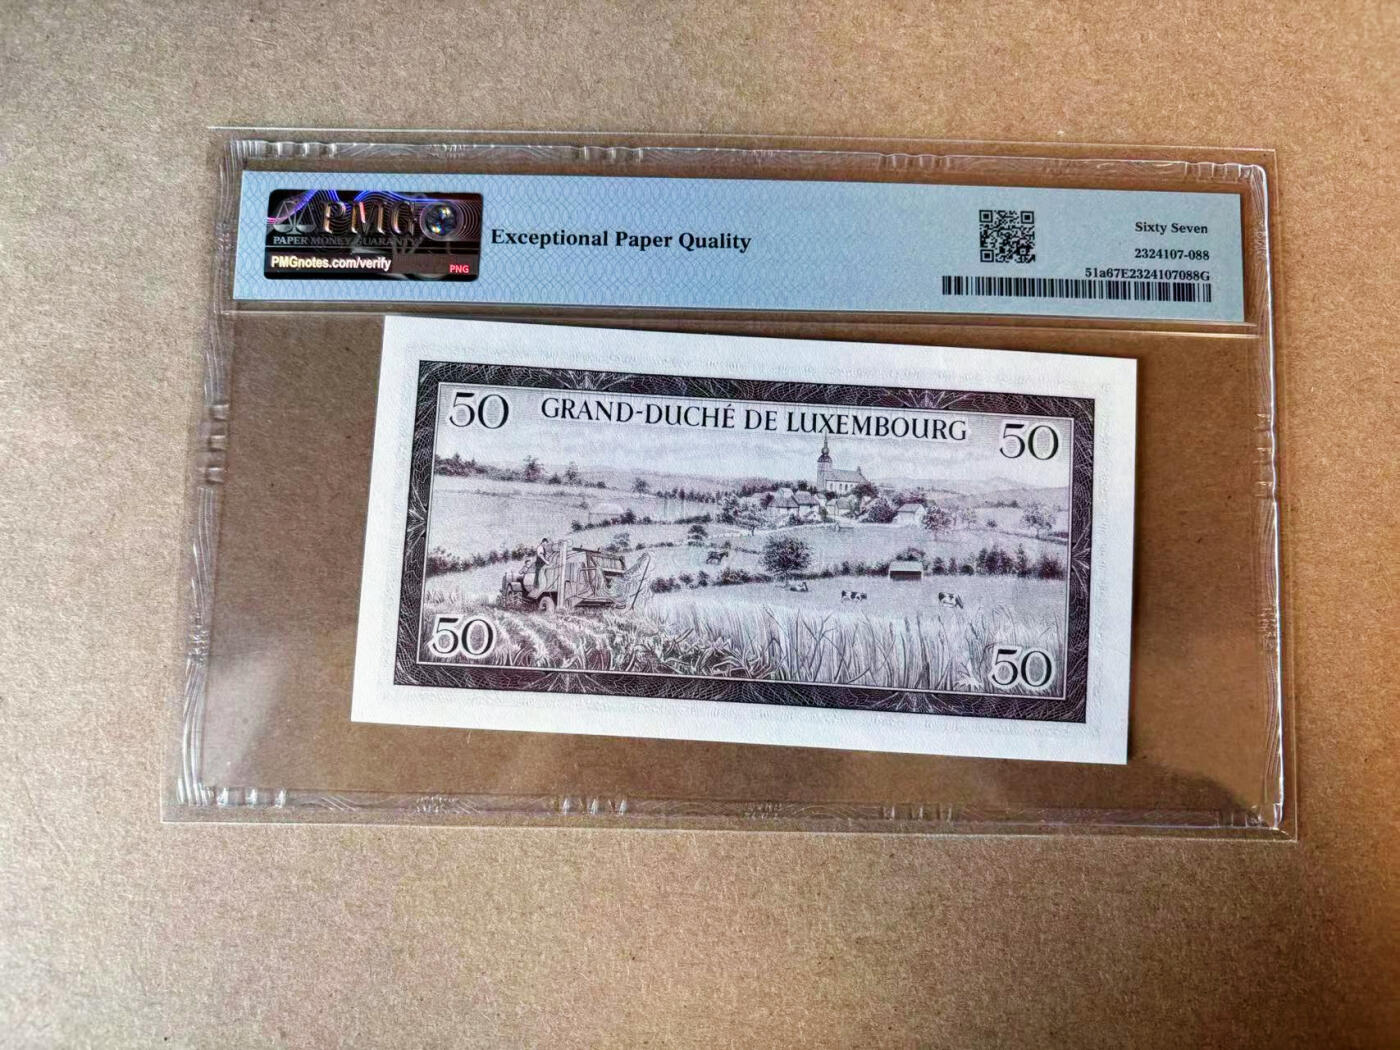 PMG
PAPER MONEY GUARANTY
PMGnotes.com/verify
PNG
Exceptional Paper Quality
Sixty Seven
2324107-088
51a67E2324107088G
50 GRAND-DUCHÉ DE LUXEMBOURG 50
50 50